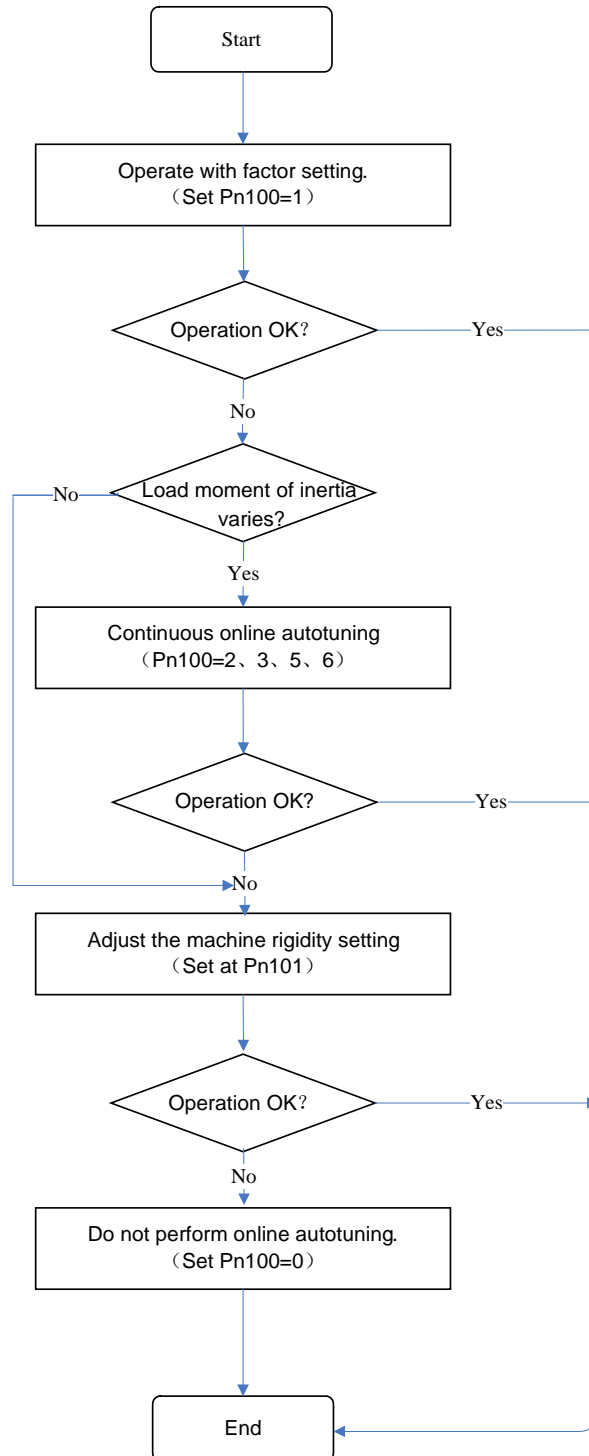 Start
Operate with factor setting.
（Set Pn100=1）
Operation OK？
Yes
No
Load moment of inertia
varies?
No
Yes
Continuous online autotuning
（Pn100=2、3、5、6）
Operation OK?
Yes
No
Adjust the machine rigidity setting
（Set at Pn101）
Operation OK？
Yes
No
Do not perform online autotuning.
（Set Pn100=0）
End